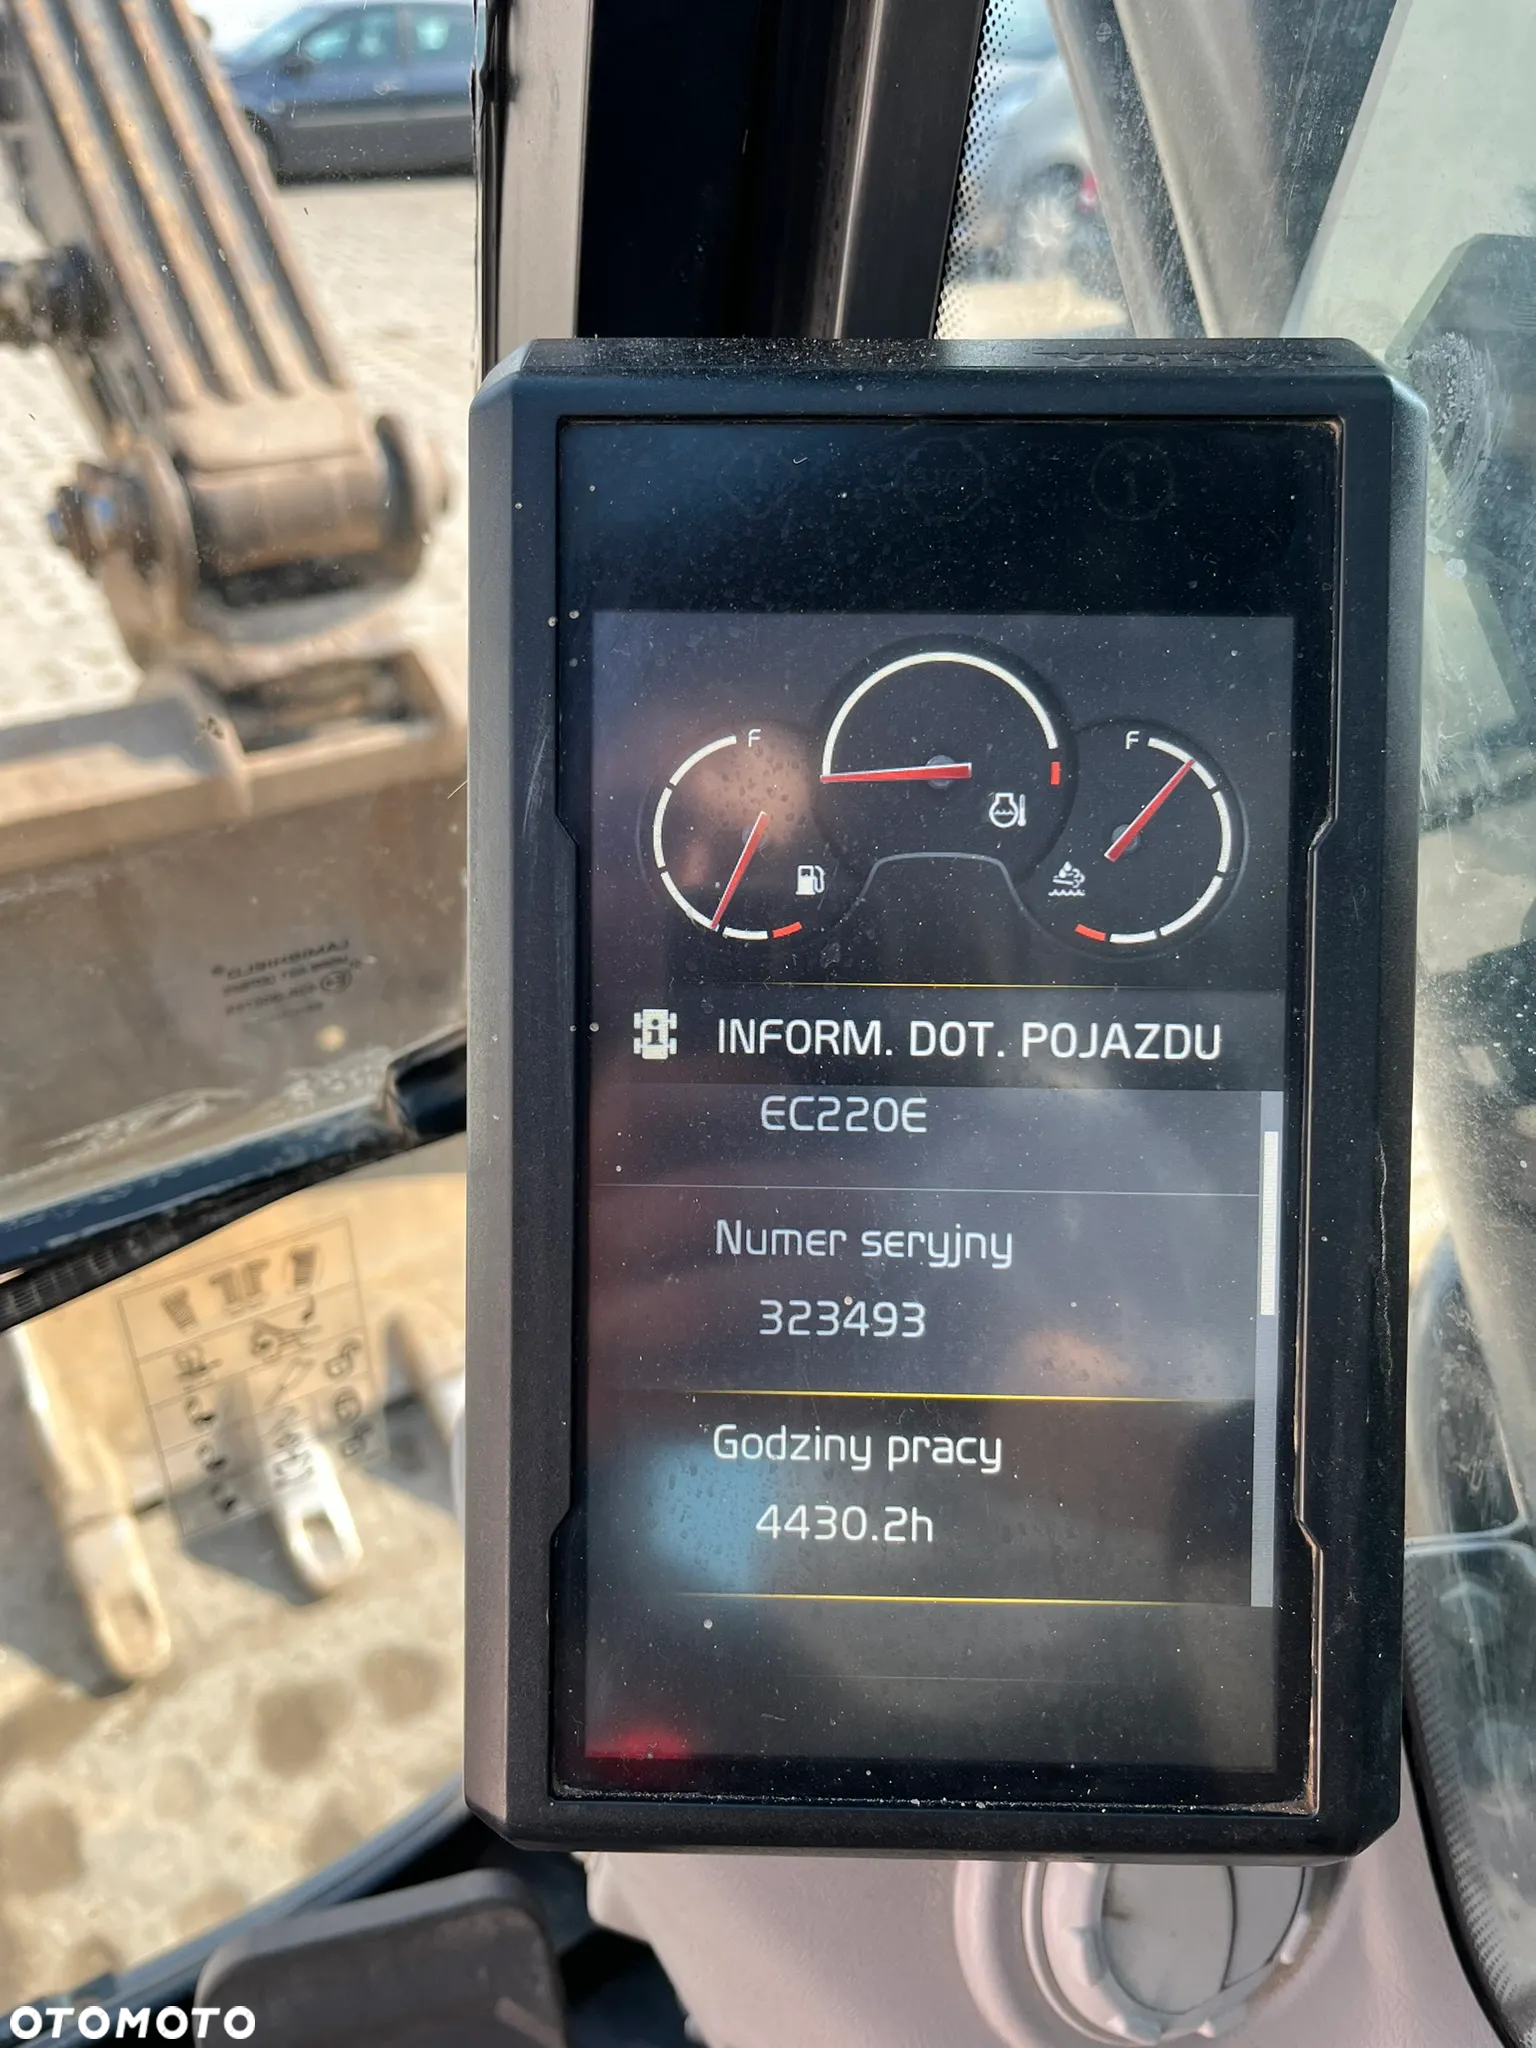 F
F
INFORM. DOT. POJAZDU
EC220E
Numer seryjny
323493
Godziny pracy
4430.2h
OTOMOTO